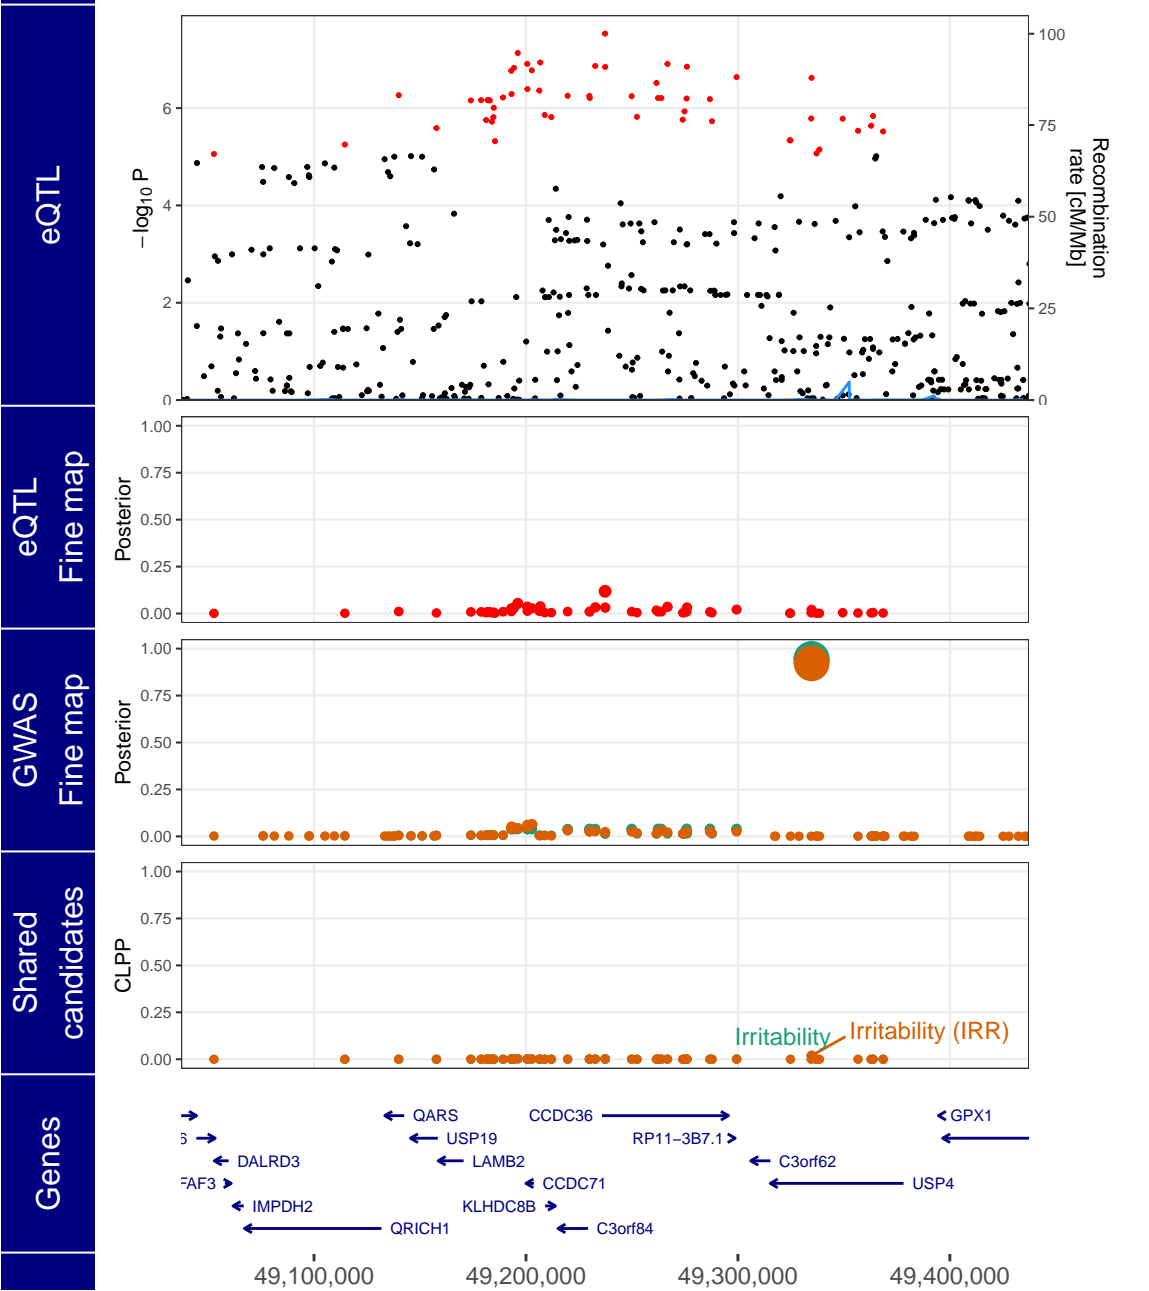 eQTL
−log10 P
6
4
2
0
100
75
50
25
0
Recombination
rate [cM/Mb]
eQTL
Fine map
Posterior
1.00
0.75
0.50
0.25
0.00
GWAS
Fine map
Posterior
1.00
0.75
0.50
0.25
0.00
Shared
candidates
CLPP
1.00
0.75
0.50
0.25
0.00
Irritability
Irritability (IRR)
Genes
QARS
CCDC36
GPX1
6
USP19
RP11−3B7.1
DALRD3
LAMB2
C3orf62
FAF3
CCDC71
USP4
IMPDH2
KLHDC8B
QRICH1
C3orf84
49,100,000
49,200,000
49,300,000
49,400,000